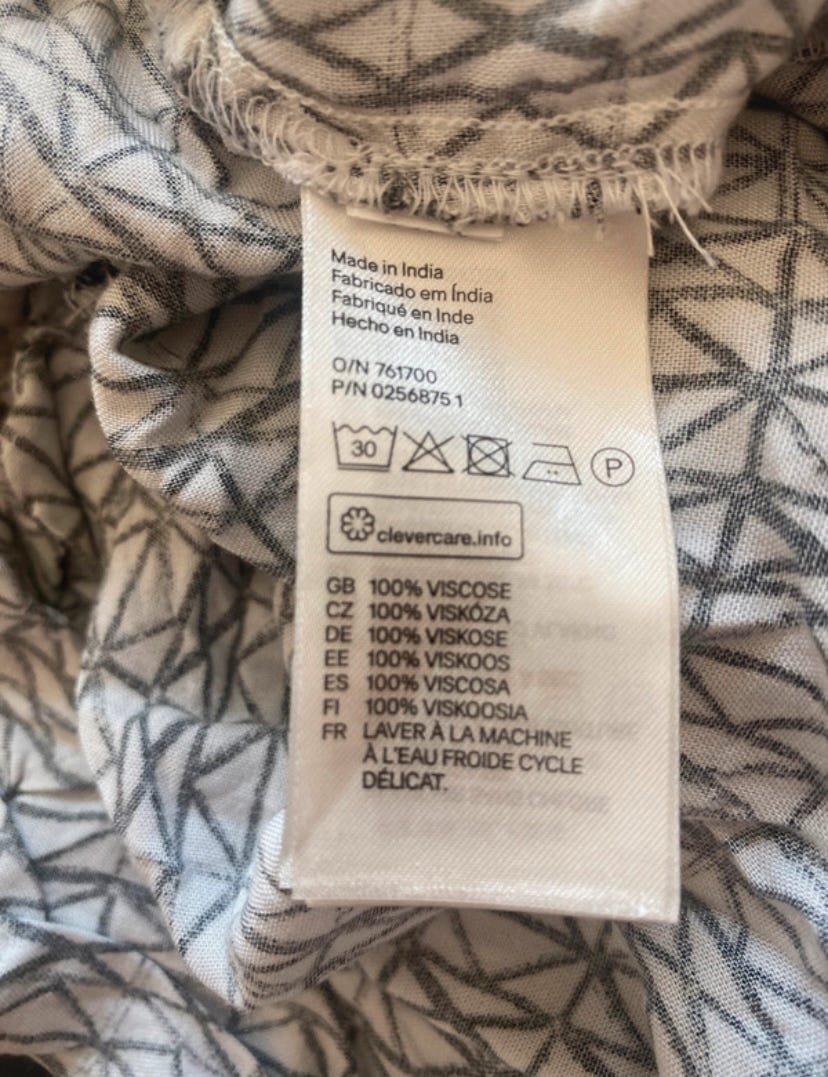 Made in India
Fabricado em Índia
Fabriqué en Inde
Hecho en India
O/N 761700
P/N 0256875 1
30
P
clevercare.info
GB 100% VISCOSE
CZ 100% VISKÓZA
DE 100% VISKOSE
EE 100% VISKOOS
ES 100% VISCOSA
FI 100% VISKOOSIA
FR LAVER À LA MACHINE
À L'EAU FROIDE CYCLE
DÉLICAT.